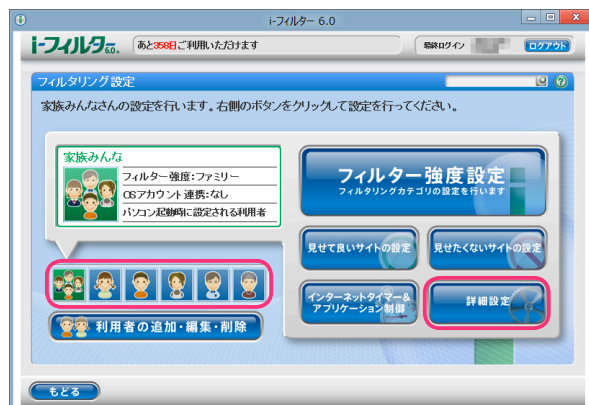 i-フィルター 6.0
i-フィルター6.0. あと358日ご利用いただけます 最終ログイン ログアウト
フィルタリング設定
家族みんなさんの設定を行います。右側のボタンをクリックして設定を行ってください。
家族みんな
フィルター強度:ファミリー
OSアカウント連携:なし
パソコン起動時に設定される利用者
フィルター強度設定
フィルタリングカテゴリの設定を行います
見せて良いサイトの設定 見せたくないサイトの設定
インターネットタイマー&
アプリケーション制御
詳細設定
利用者の追加・編集・削除
もどる